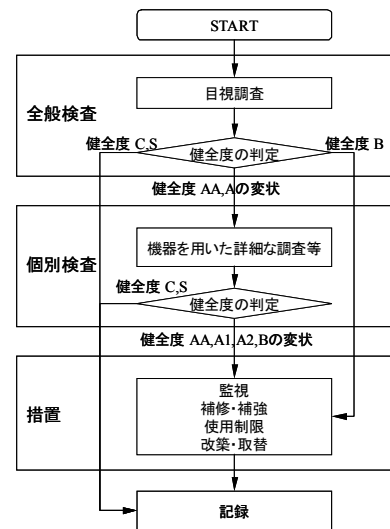 START
全般検査
目視調査
健全度 C,S
健全度の判定
健全度 B
健全度 AA,Aの変状
個別検査
機器を用いた詳細な調査等
健全度 C,S
健全度の判定
健全度 AA,A1,A2,Bの変状
措置
監視
補修・補強
使用制限
改築・取替
記録